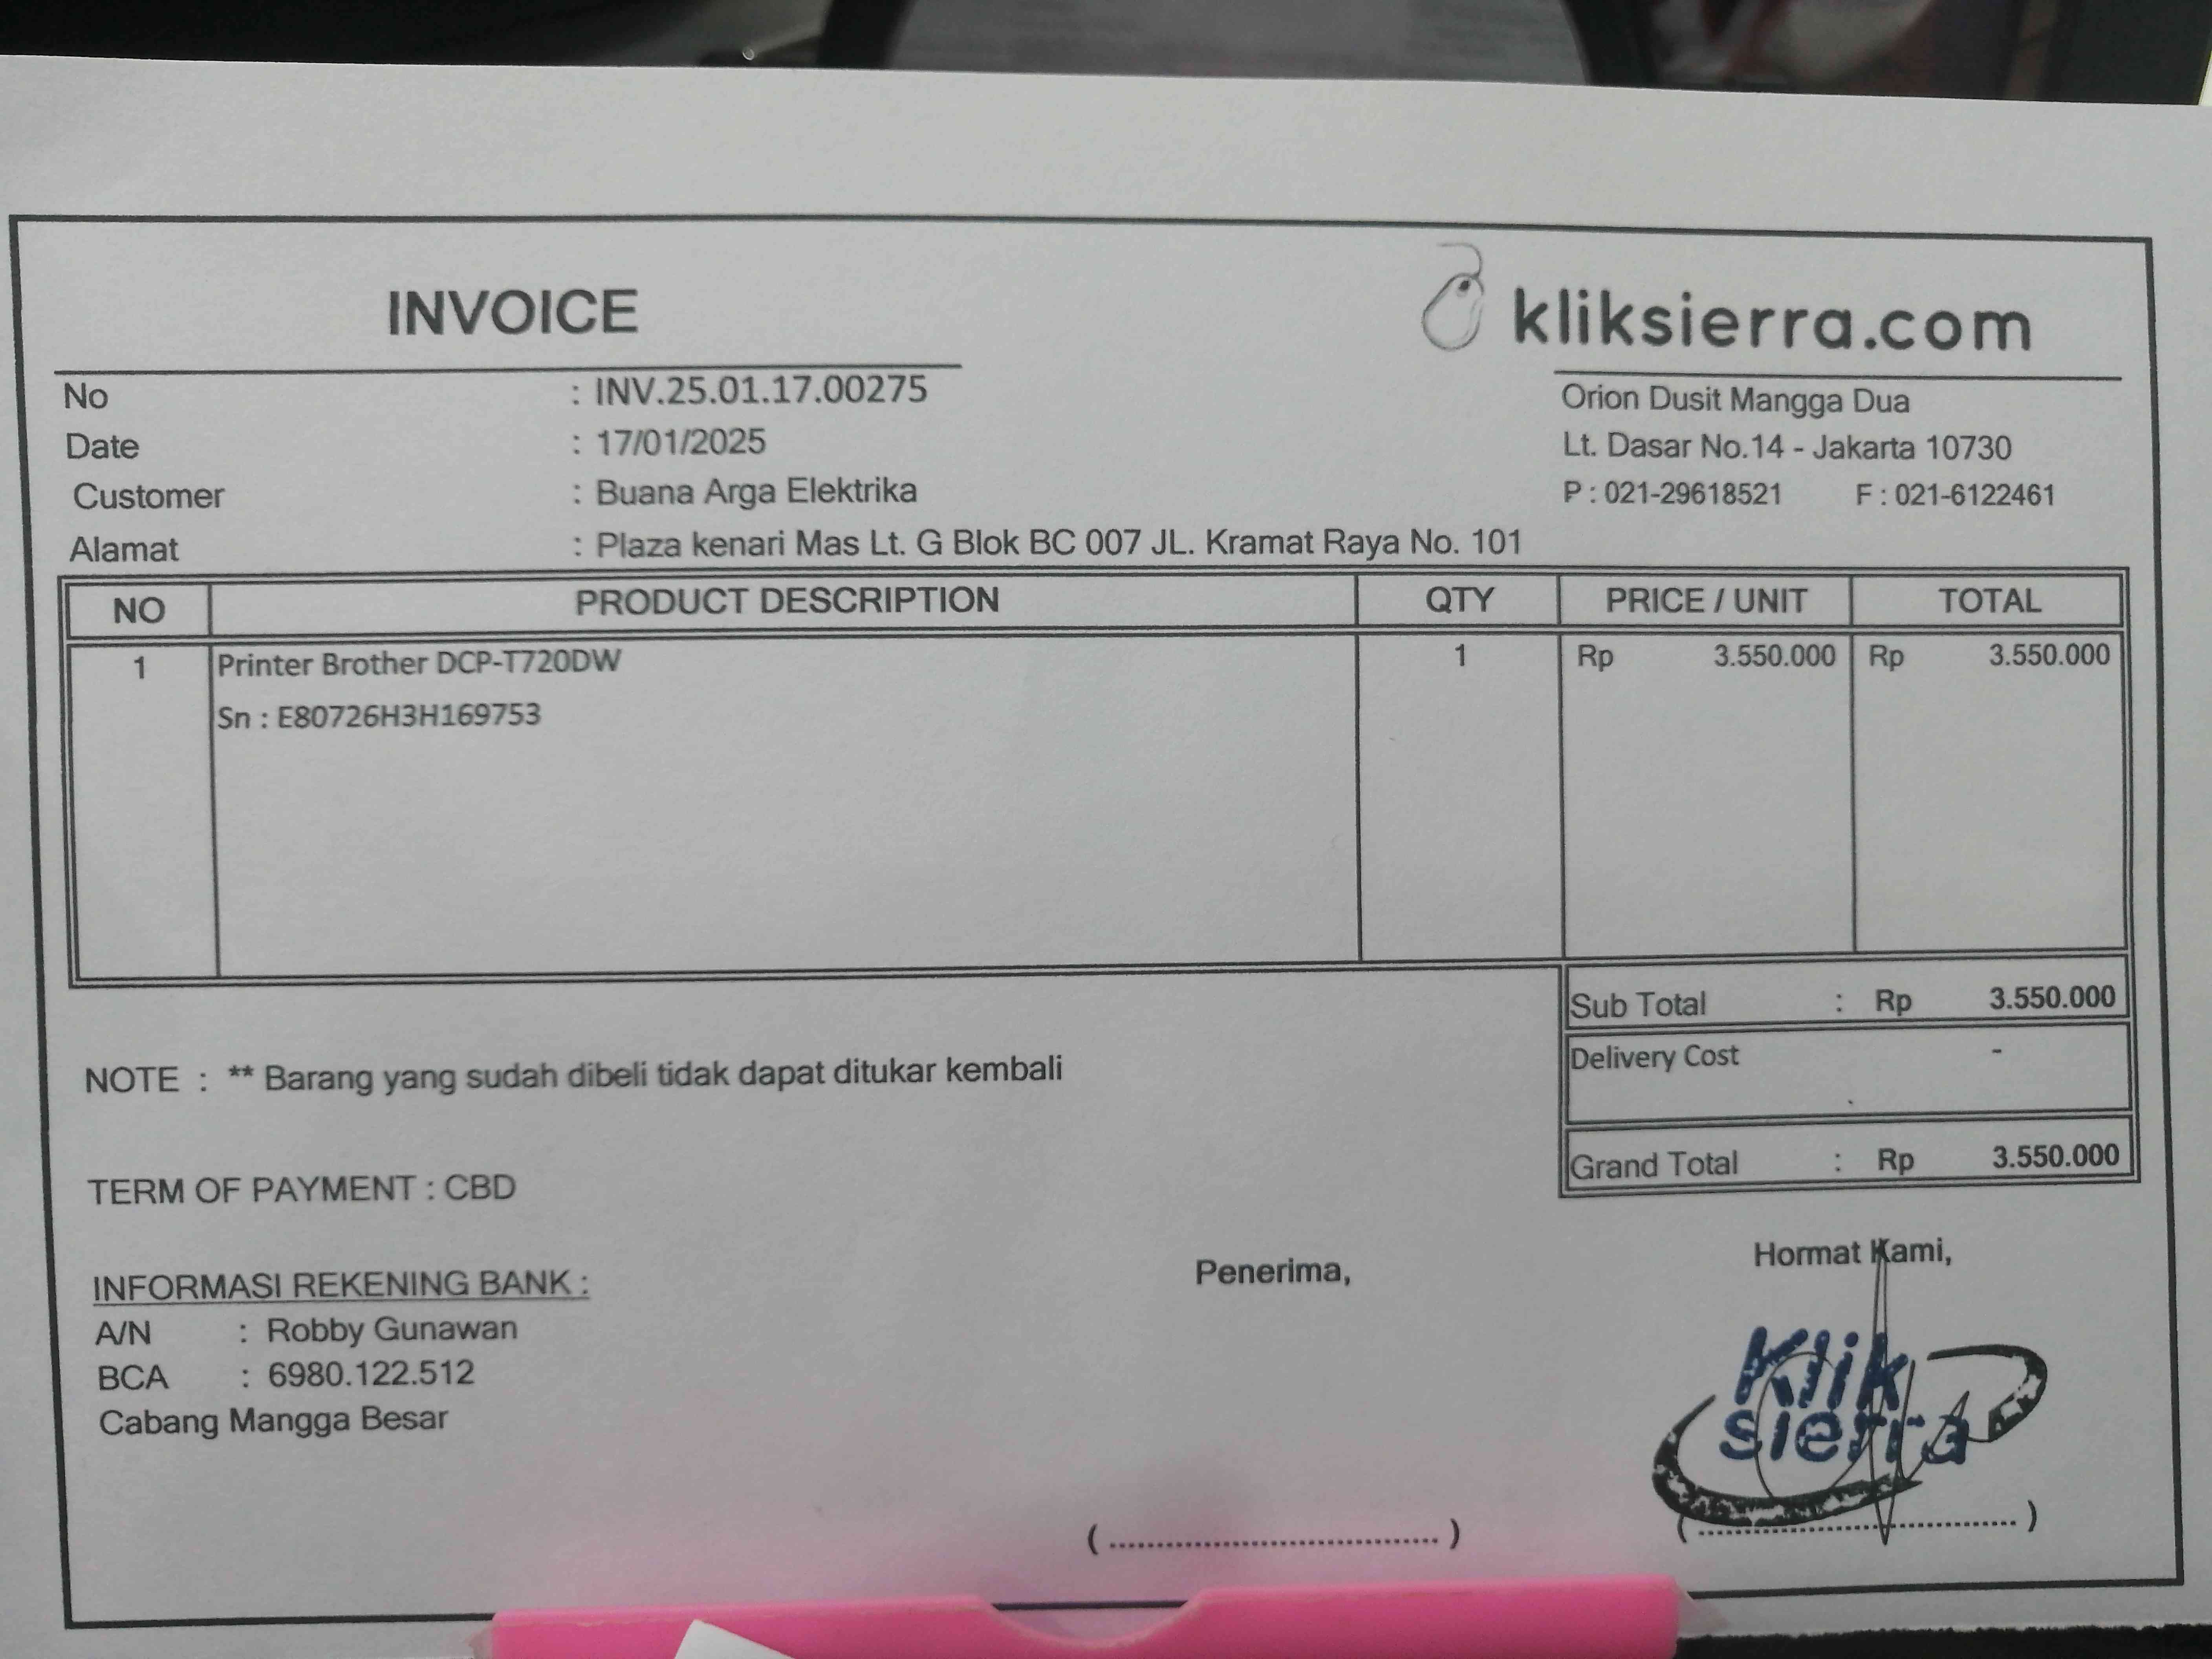 INVOICE
kliksierra.com
No : INV.25.01.17.00275
Date : 17/01/2025
Customer : Buana Arga Elektrika
Alamat : Plaza kenari Mas Lt. G Blok BC 007 JL. Kramat Raya No. 101
Orion Dusit Mangga Dua
Lt. Dasar No.14 - Jakarta 10730
P : 021-29618521 F : 021-6122461
NO PRODUCT DESCRIPTION QTY PRICE / UNIT TOTAL
1 Printer Brother DCP-T720DW 1 Rp 3.550.000 Rp 3.550.000
Sn : E80726H3H169753
Sub Total : Rp 3.550.000
Delivery Cost -
Grand Total : Rp 3.550.000
NOTE : ** Barang yang sudah dibeli tidak dapat ditukar kembali
TERM OF PAYMENT : CBD
INFORMASI REKENING BANK :
A/N : Robby Gunawan
BCA : 6980.122.512
Cabang Mangga Besar
Penerima,
(........................................)
Hormat Kami,
Klik
sierra
(........................................)